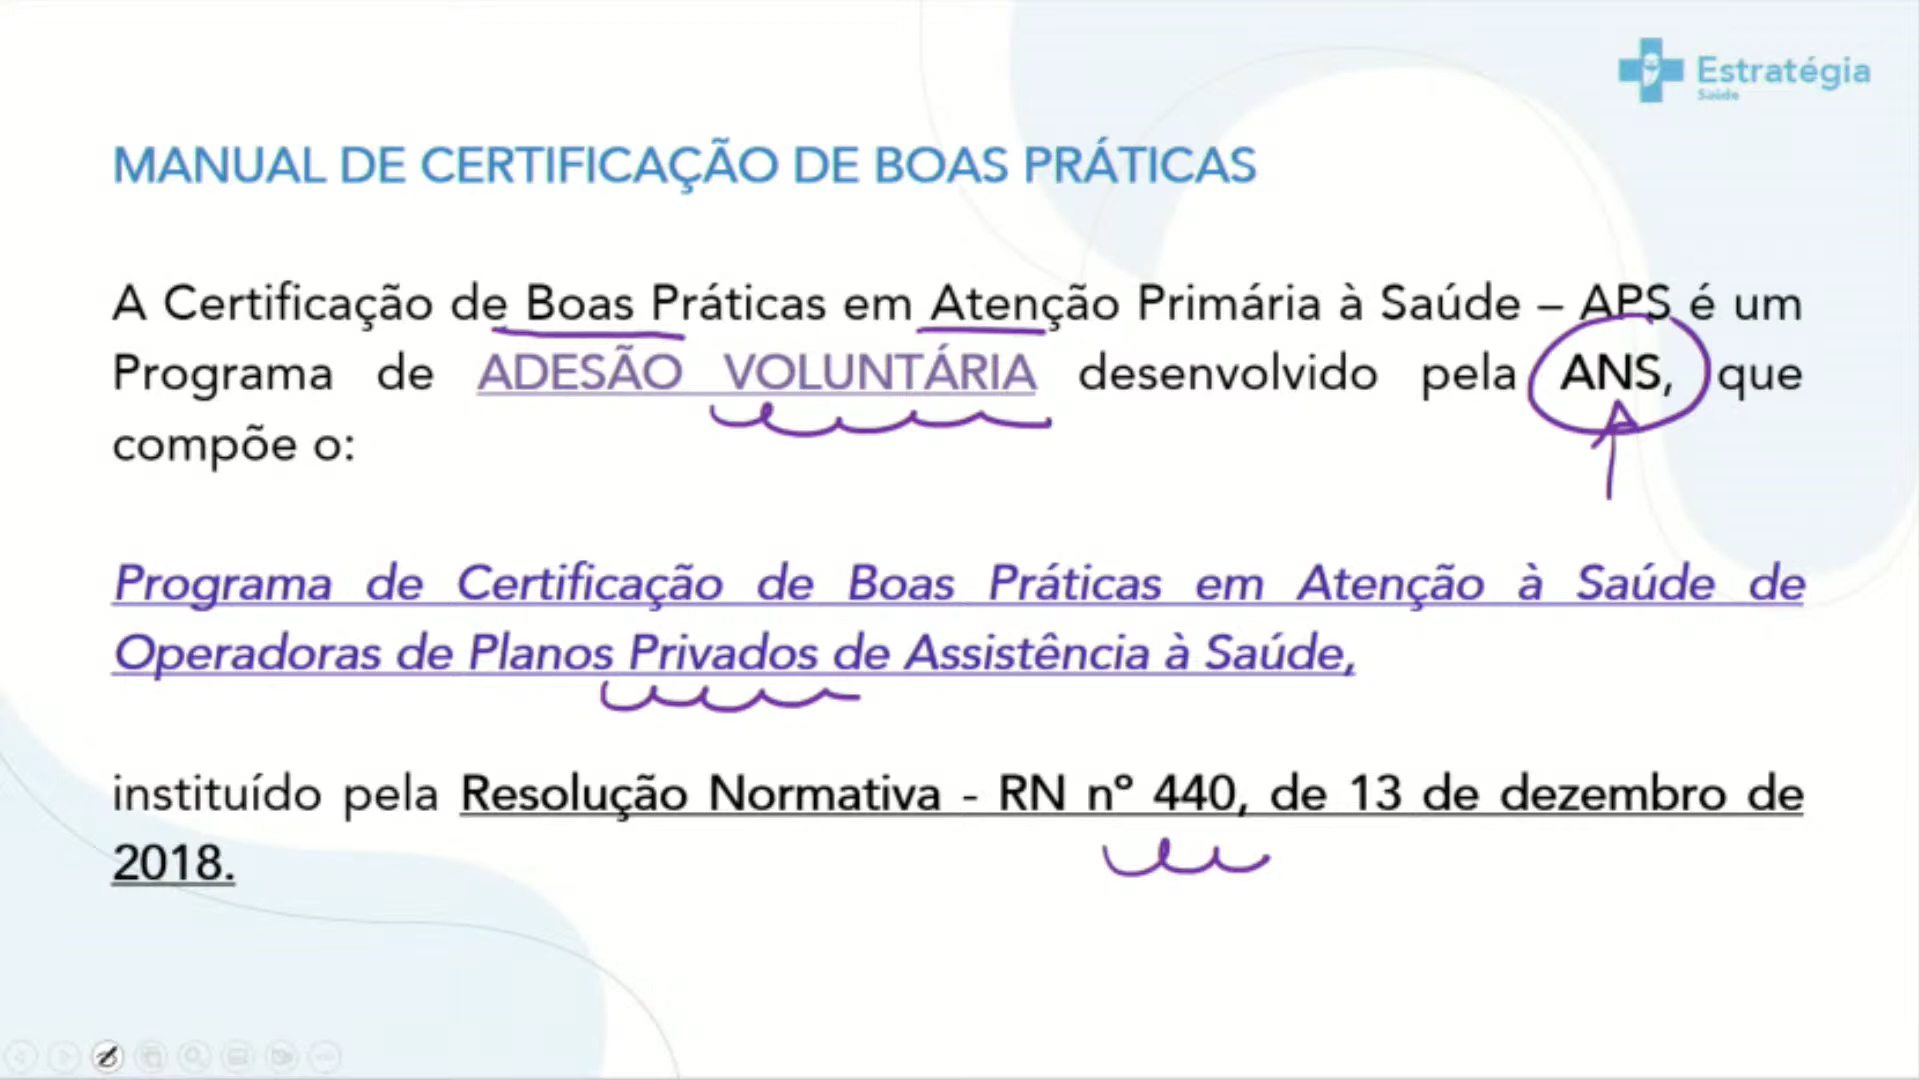 Estratégia
Saúde
MANUAL DE CERTIFICAÇÃO DE BOAS PRÁTICAS
A Certificação de Boas Práticas em Atenção Primária à Saúde – APS é um
Programa de ADESÃO VOLUNTÁRIA desenvolvido pela ANS, que
compõe o:
Programa de Certificação de Boas Práticas em Atenção à Saúde de
Operadoras de Planos Privados de Assistência à Saúde,
instituído pela Resolução Normativa - RN nº 440, de 13 de dezembro de
2018.